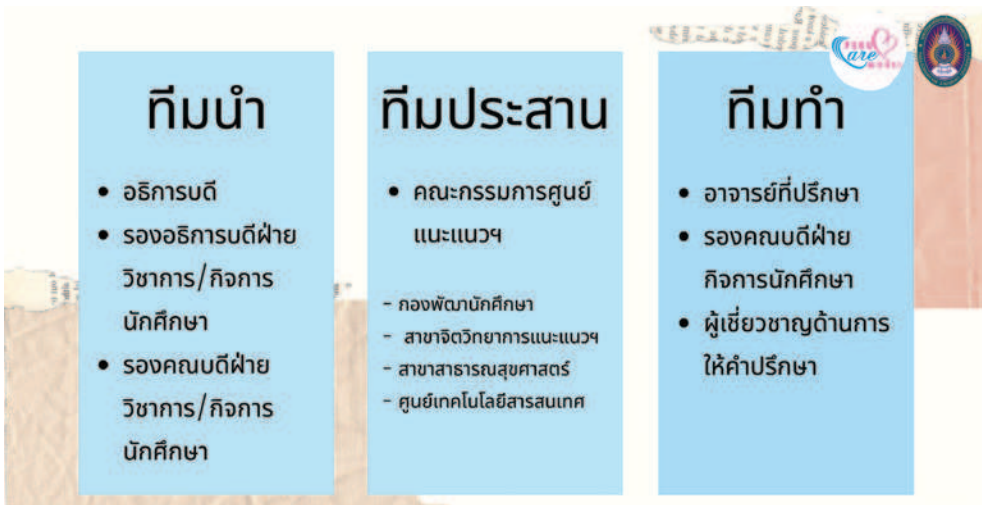 ทีมนำ
• อธิการบดี
• รองอธิการบดีฝ่าย
วิชาการ/กิจการ
นักศึกษา
• รองคณบดีฝ่าย
วิชาการ/กิจการ
นักศึกษา
ทีมประสาน
• คณะกรรมการศูนย์
แนะแนวฯ
- กองพัฒานักศึกษา
- สาขาจิตวิทยาการแนะแนวฯ
- สาขาสาธารณสุขศาสตร์
- ศูนย์เทคโนโลยีสารสนเทศ
ทีมทำ
• อาจารย์ที่ปรึกษา
• รองคณบดีฝ่าย
กิจการนักศึกษา
• ผู้เชี่ยวชาญด้านการ
ให้คำปรึกษา
Care